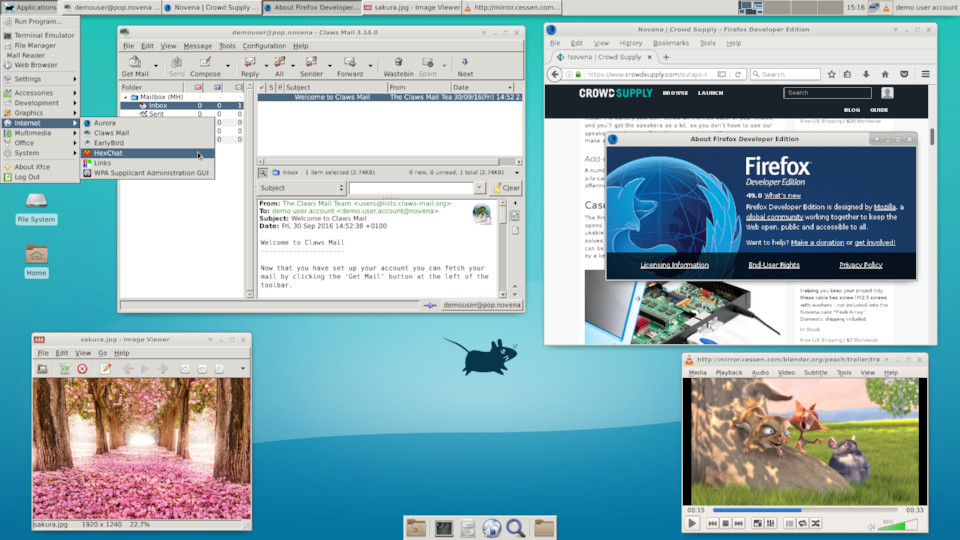 Applications
demouser@pop.novena ...
Novena | Crowd Supply ...
About Firefox Developer...
sakura.jpg - Image Viewer
http://mirror.cessen.com...
15:16
demo user account
Run Program...
Terminal Emulator
File Manager
Mail Reader
Web Browser
Settings
Accessories
Development
Graphics
Internet
Multimedia
Office
System
About Xfce
Log Out
Aurora
Claws Mail
EarlyBird
HexChat
Links
WPA Supplicant Administration GUI
File System
Home
demouser@pop.novena - Claws Mail 3.14.0
File Edit View Message Tools Configuration Help
Get Mail Send Compose Reply All Sender Forward Wastebin Spam Next
Folder
Mailbox (MH)
Inbox 0 0 1
Sent 0 0 0
Subject From Date
Welcome to Claws Mail The Claws Mail Tea 30/09/16(Fri) 14:52
Inbox 1 item selected (2.74KB) 0 new, 0 unread, 1 total (2.74KB)
Subject Clear
From: The Claws Mail Team <users@lists.claws-mail.org>
To: demo user account <demo.user.account@novena>
Subject: Welcome to Claws Mail
Date: Fri, 30 Sep 2016 14:52:38 +0100
Welcome to Claws Mail
---------------------
Now that you have set up your account you can fetch your
mail by clicking the 'Get Mail' button at the left of the
toolbar.
demouser@pop.novena
Novena | Crowd Supply - Firefox Developer Edition
File Edit View History Bookmarks Tools Help
Novena | Crowd Supply
https://www.crowdsupply.com/sutajio-k
Search
CROWD SUPPLY BROWSE LAUNCH Search
BLOG GUIDE
About Firefox Developer Edition
Firefox
Developer Edition
49.0 What's new
Firefox Developer Edition is designed by Mozilla, a
global community working together to keep the
Web open, public and accessible to all.
Want to help? Make a donation or get involved!
Licensing Information End-User Rights Privacy Policy
Helping you keep your project tidy,
these cable ties screw (M2.5 screws
with washers - not included) into the
Novena case "Peek Array".
Domestic shipping included.
In Stock
Free US Shipping / $2 Worldwide
sakura.jpg - Image Viewer
File Edit View Go Help
sakura.jpg 1920 x 1240 22.7%
http://mirror.cessen.com/blender.org/peach/trailer/tra
Media Playback Audio Video Subtitle Tools View Help
00:15 00:33